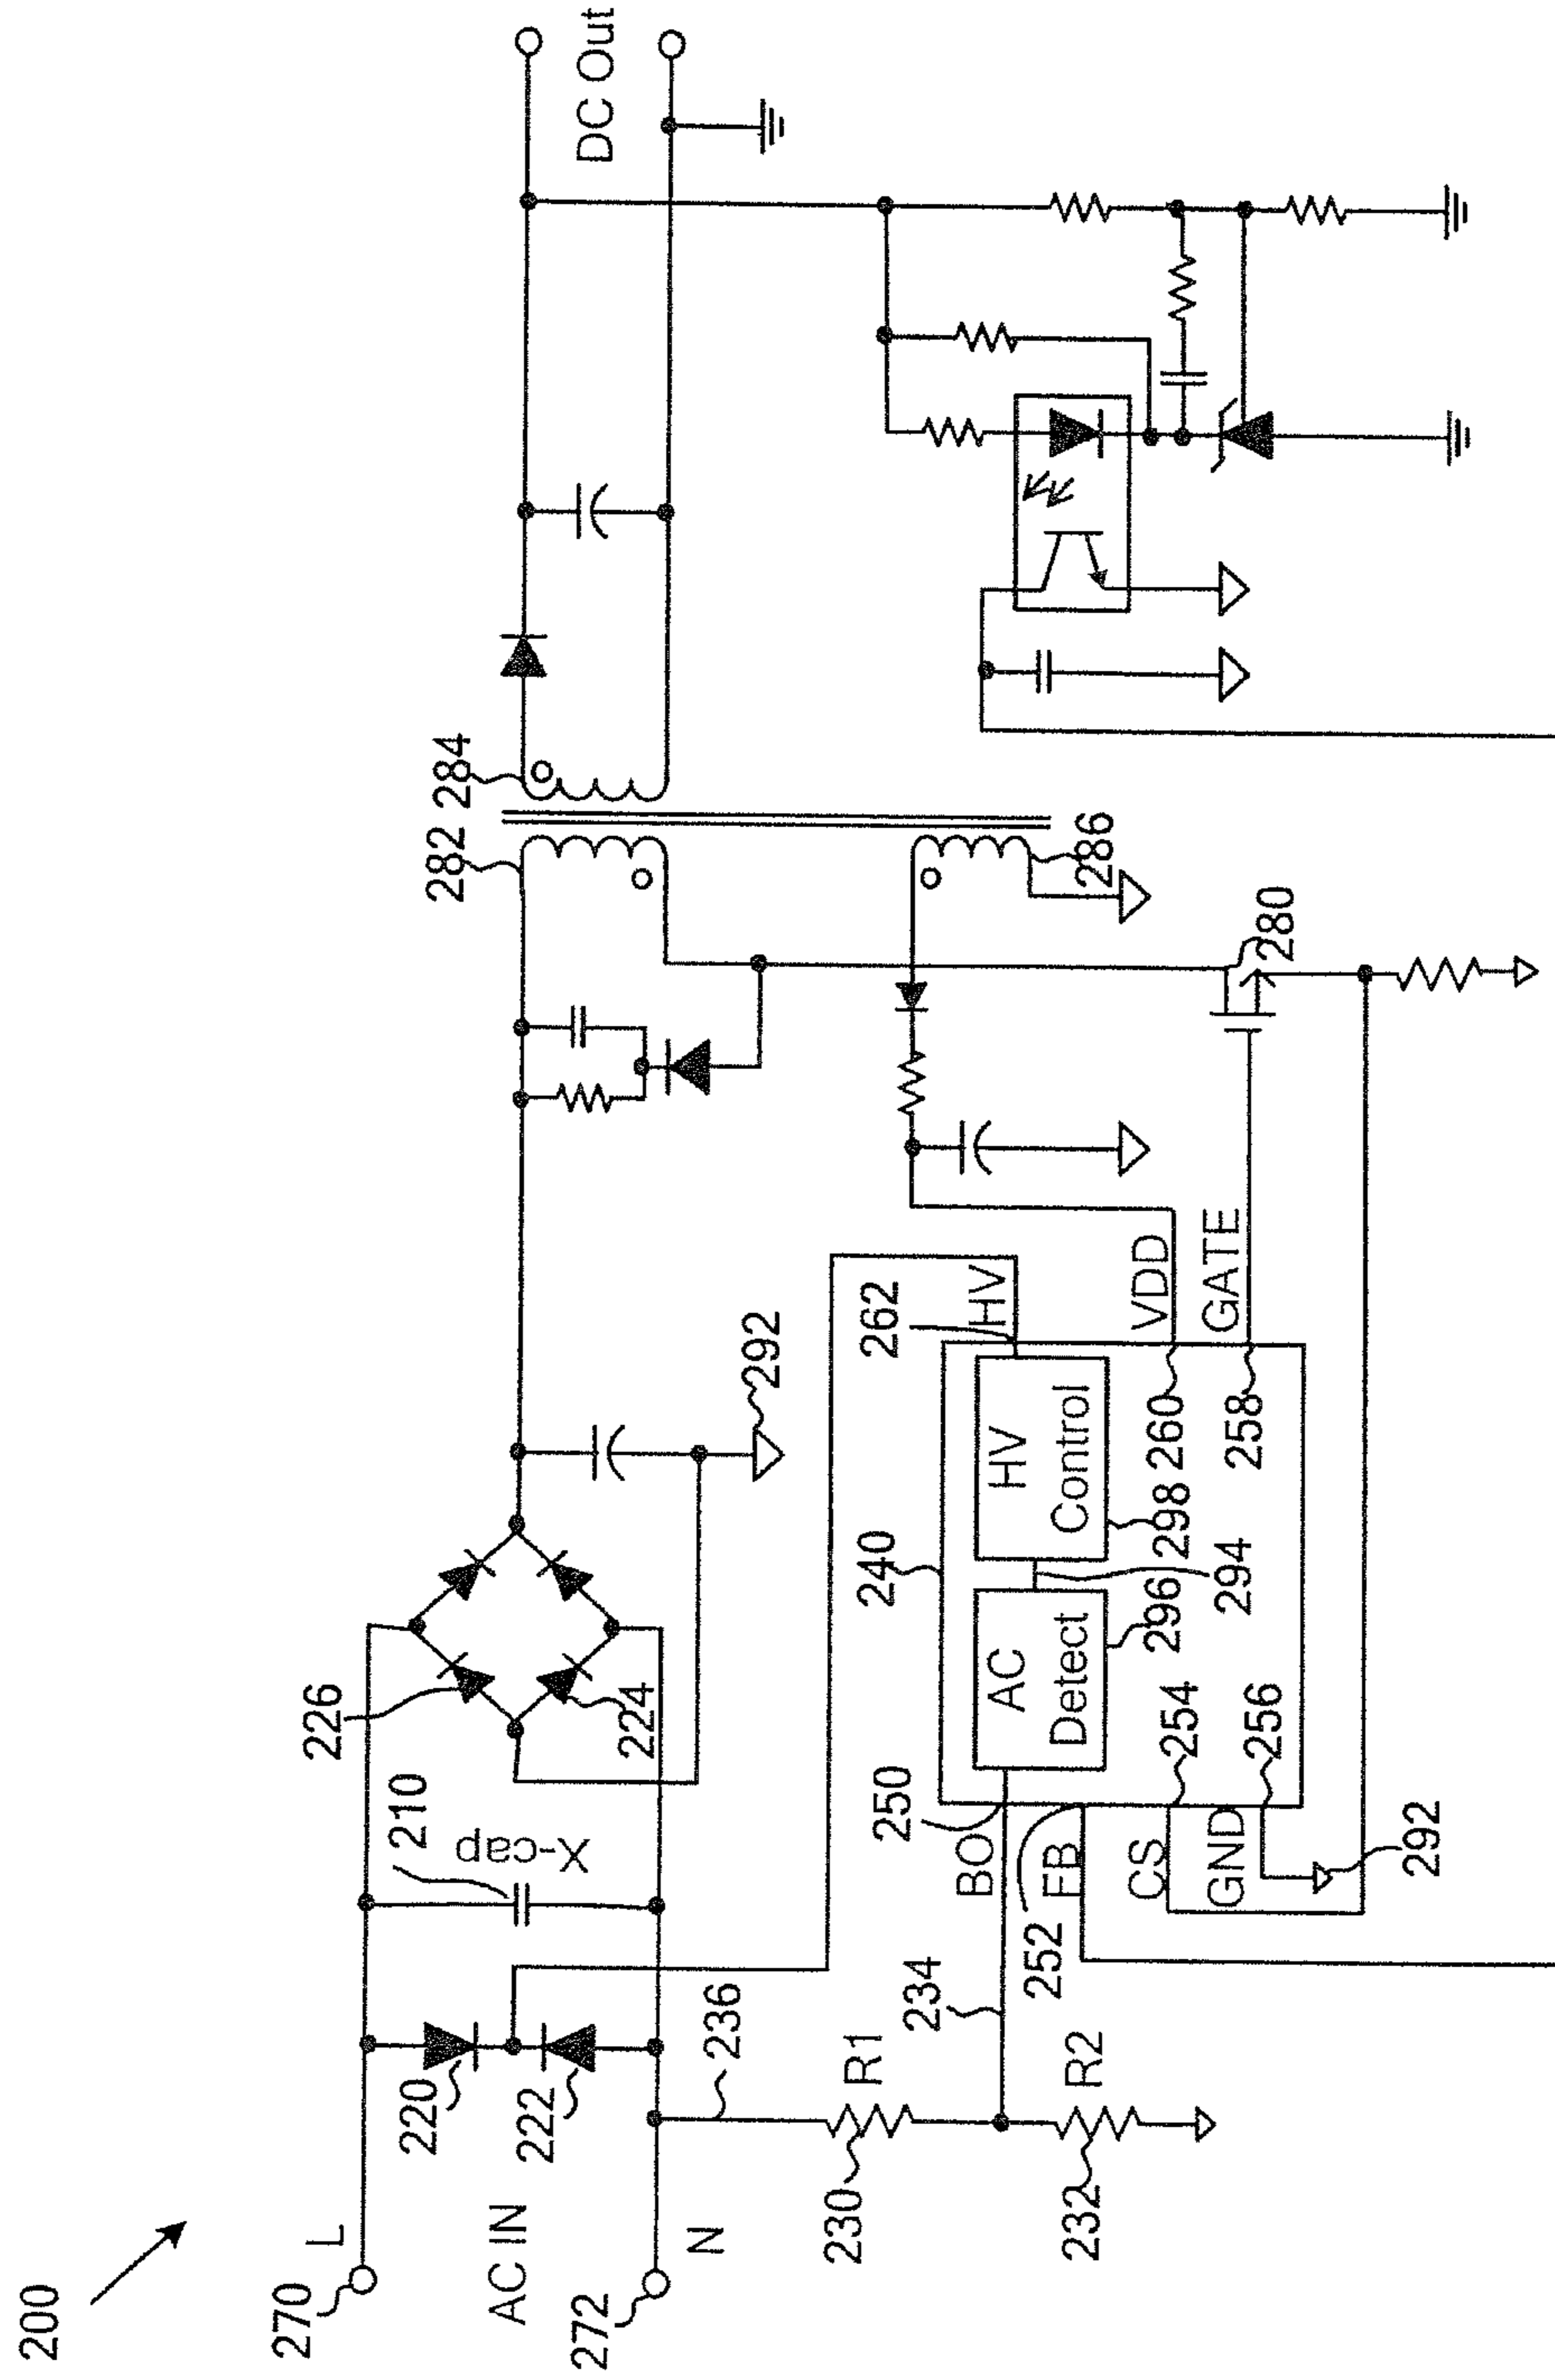 200
270
L
AC IN
272
N
220
222
236
210
X-cap
226
224
292
282
284
DC Out
230
R1
232
R2
234
250
BO
252
FB
CS
GND
254
256
292
240
AC
Detect
296
294
HV
Control
298
262
HV
VDD
260
GATE
258
286
280